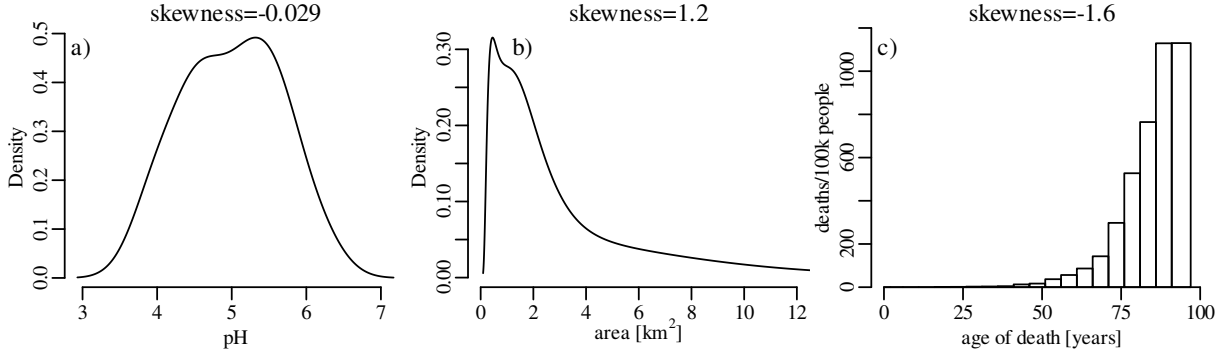 skewness=-0.029
a)
Density
0.0
0.1
0.2
0.3
0.4
0.5
3
4
5
6
7
pH
skewness=1.2
b)
Density
0.00
0.10
0.20
0.30
0
2
4
6
8
10
12
area [km²]
skewness=-1.6
c)
deaths/100k people
0
200
600
1000
0
25
50
75
100
age of death [years]